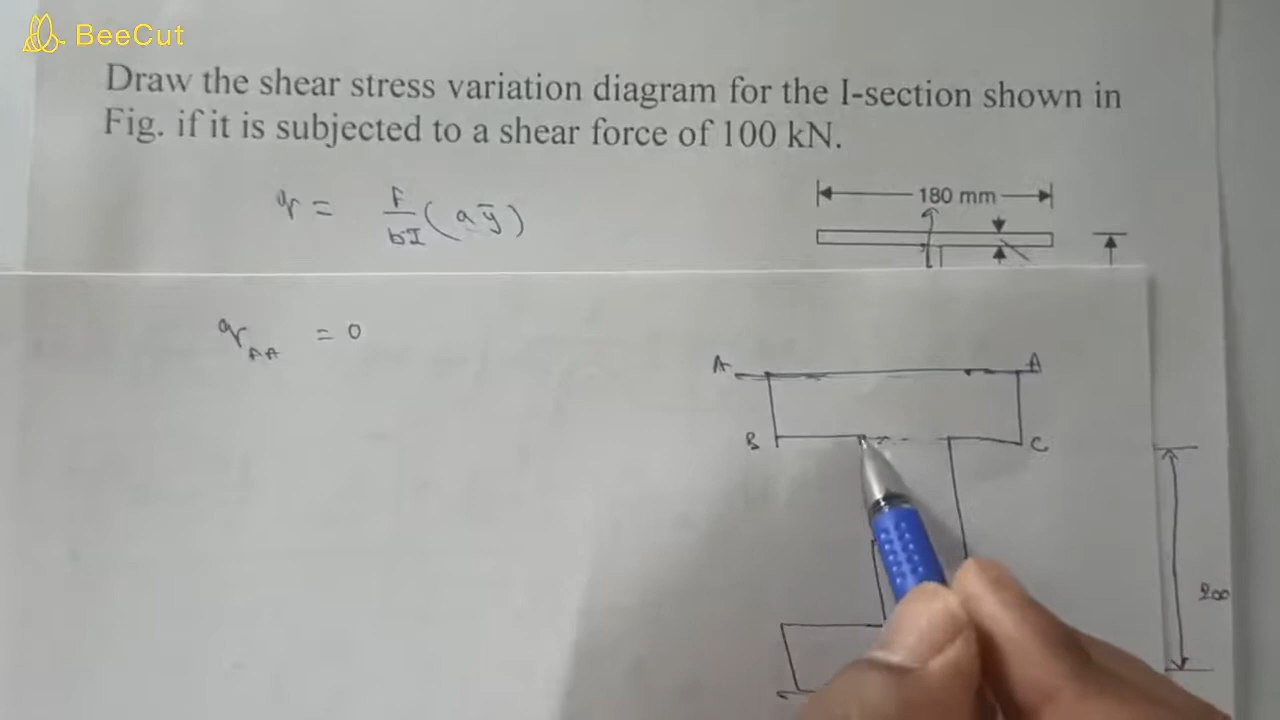 BeeCut
Draw the shear stress variation diagram for the I-section shown in
Fig. if it is subjected to a shear force of 100 kN.
q = F/bI (a ȳ)
180 mm
q_AA = 0
A A
B C
200